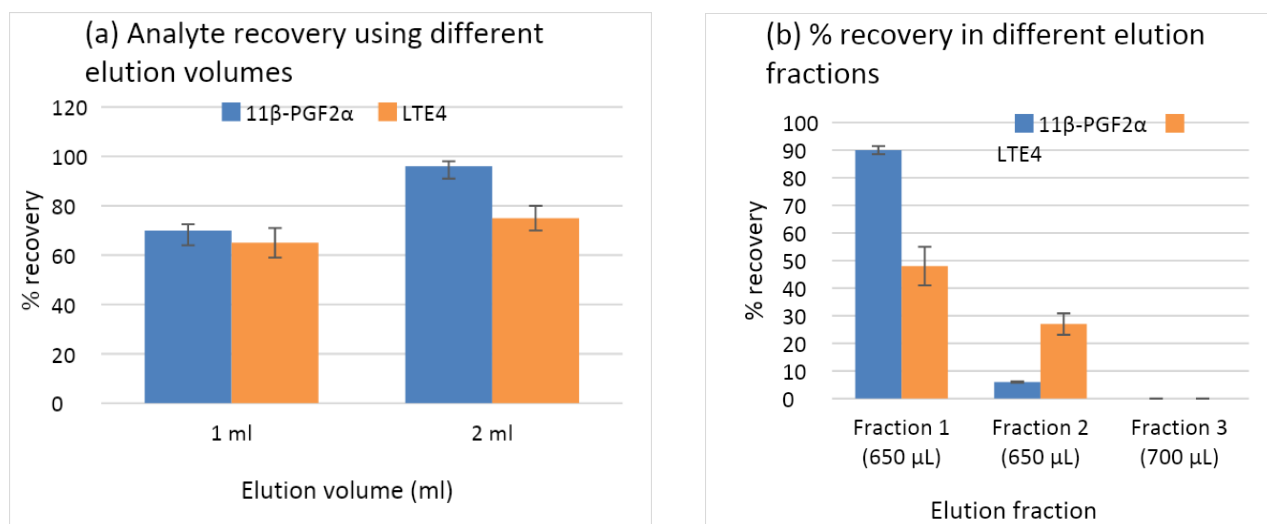 (a) Analyte recovery using different
elution volumes
120
100
80
60
40
20
0
% recovery
11β-PGF2α
LTE4
1 ml
2 ml
Elution volume (ml)
(b) % recovery in different elution
fractions
100
90
80
70
60
50
40
30
20
10
0
% recovery
11β-PGF2α
LTE4
Fraction 1
(650 µL)
Fraction 2
(650 µL)
Fraction 3
(700 µL)
Elution fraction